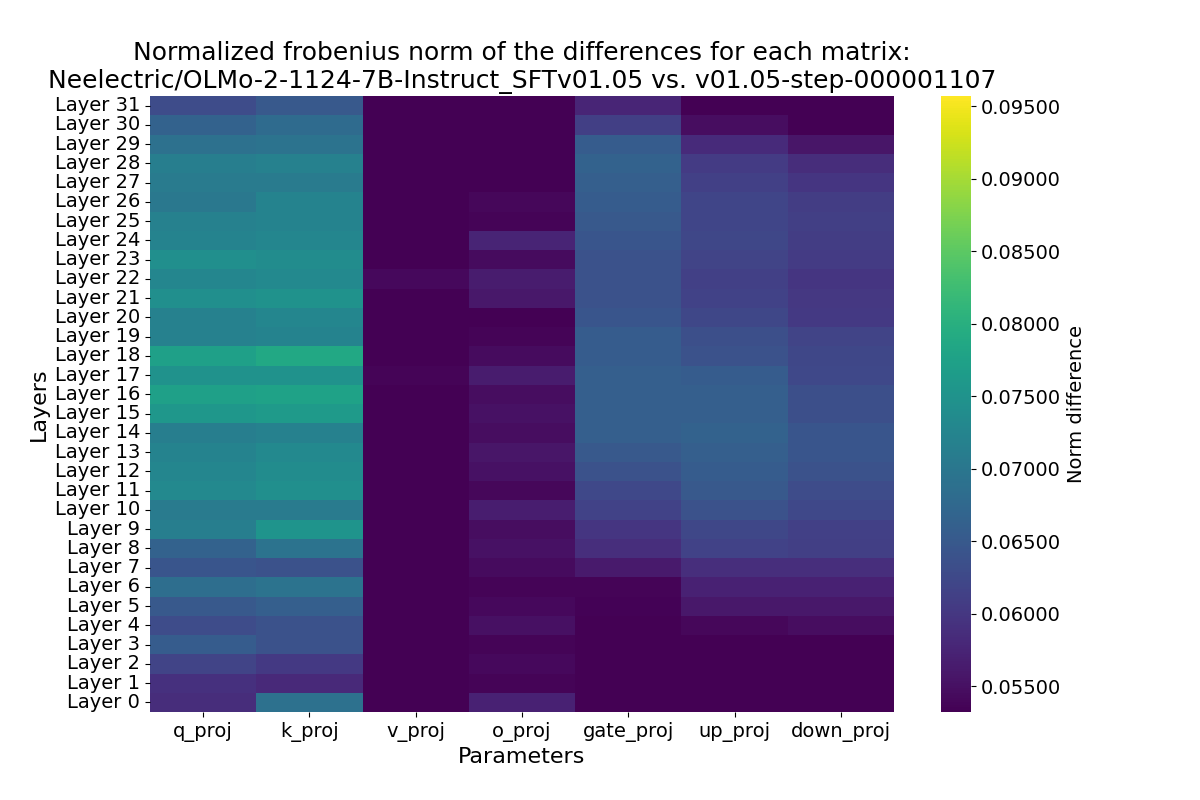 Normalized frobenius norm of the differences for each matrix:
Neelectric/OLMo-2-1124-7B-Instruct_SFTv01.05 vs. v01.05-step-000001107
Layers
Layer 31
Layer 30
Layer 29
Layer 28
Layer 27
Layer 26
Layer 25
Layer 24
Layer 23
Layer 22
Layer 21
Layer 20
Layer 19
Layer 18
Layer 17
Layer 16
Layer 15
Layer 14
Layer 13
Layer 12
Layer 11
Layer 10
Layer 9
Layer 8
Layer 7
Layer 6
Layer 5
Layer 4
Layer 3
Layer 2
Layer 1
Layer 0
q_proj k_proj v_proj o_proj gate_proj up_proj down_proj
Parameters
0.09500
0.09000
0.08500
0.08000
0.07500
0.07000
0.06500
0.06000
0.05500
Norm difference